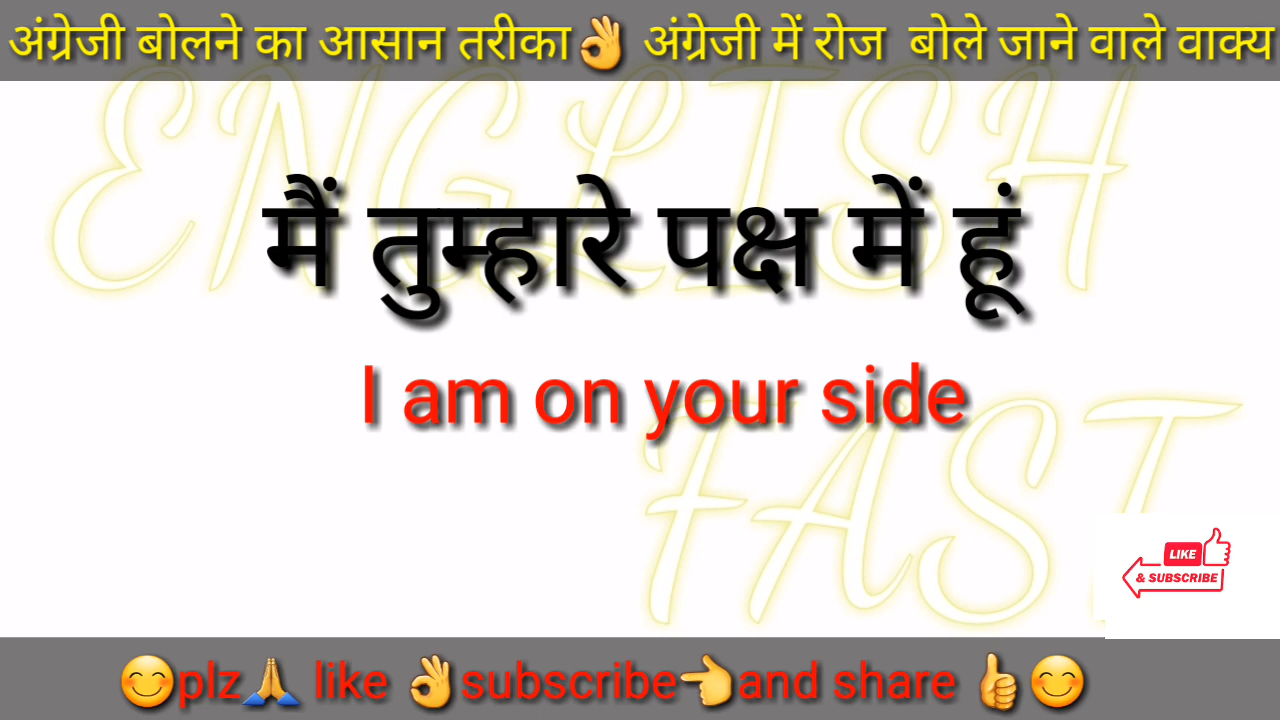 अंग्रेजी बोलने का आसान तरीका👌 अंग्रेजी में रोज बोले जाने वाले वाक्य
ENGLISH
मैं तुम्हारे पक्ष में हूं
I am on your side
FAST
LIKE
& SUBSCRIBE
😊plz🙏 like 👌subscribe👈and share 👍😊